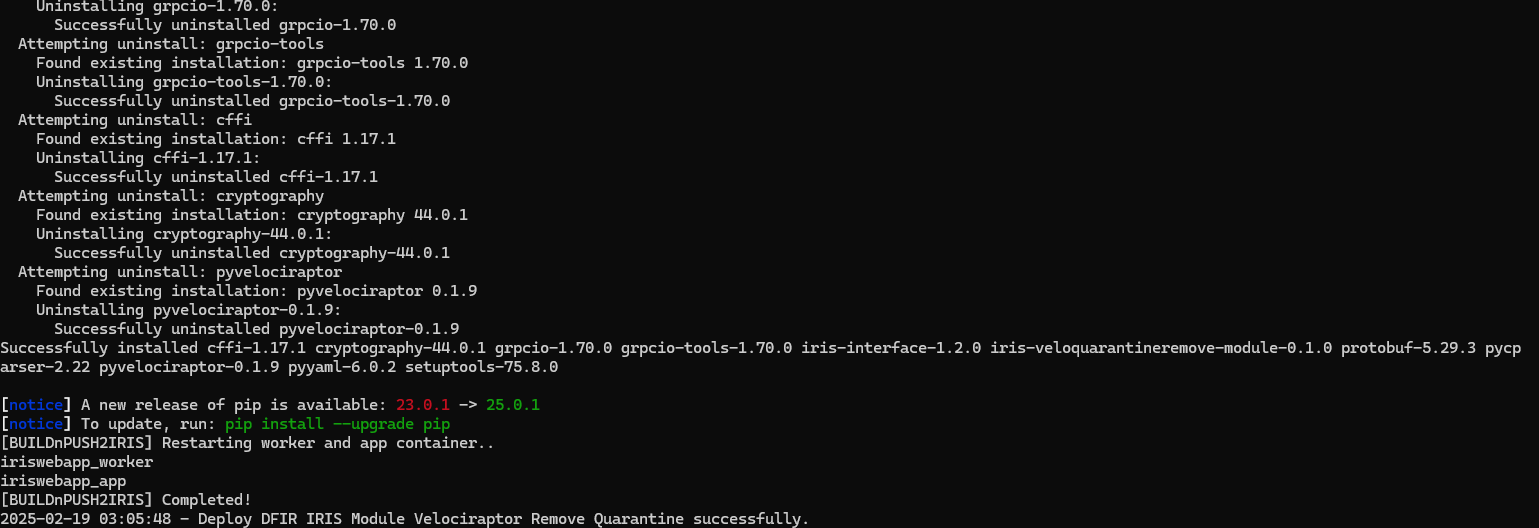 Uninstalling grpcio-1.70.0:
      Successfully uninstalled grpcio-1.70.0
  Attempting uninstall: grpcio-tools
    Found existing installation: grpcio-tools 1.70.0
    Uninstalling grpcio-tools-1.70.0:
      Successfully uninstalled grpcio-tools-1.70.0
  Attempting uninstall: cffi
    Found existing installation: cffi 1.17.1
    Uninstalling cffi-1.17.1:
      Successfully uninstalled cffi-1.17.1
  Attempting uninstall: cryptography
    Found existing installation: cryptography 44.0.1
    Uninstalling cryptography-44.0.1:
      Successfully uninstalled cryptography-44.0.1
  Attempting uninstall: pyvelociraptor
    Found existing installation: pyvelociraptor 0.1.9
    Uninstalling pyvelociraptor-0.1.9:
      Successfully uninstalled pyvelociraptor-0.1.9
Successfully installed cffi-1.17.1 cryptography-44.0.1 grpcio-1.70.0 grpcio-tools-1.70.0 iris-interface-1.2.0 iris-veloquarantineremove-module-0.1.0 protobuf-5.29.3 pycp
arser-2.22 pyvelociraptor-0.1.9 pyyaml-6.0.2 setuptools-75.8.0
[notice] A new release of pip is available: 23.0.1 -> 25.0.1
[notice] To update, run: pip install --upgrade pip
[BUILDnPUSH2IRIS] Restarting worker and app container..
iriswebapp_worker
iriswebapp_app
[BUILDnPUSH2IRIS] Completed!
2025-02-19 03:05:48 - Deploy DFIR IRIS Module Velociraptor Remove Quarantine successfully.